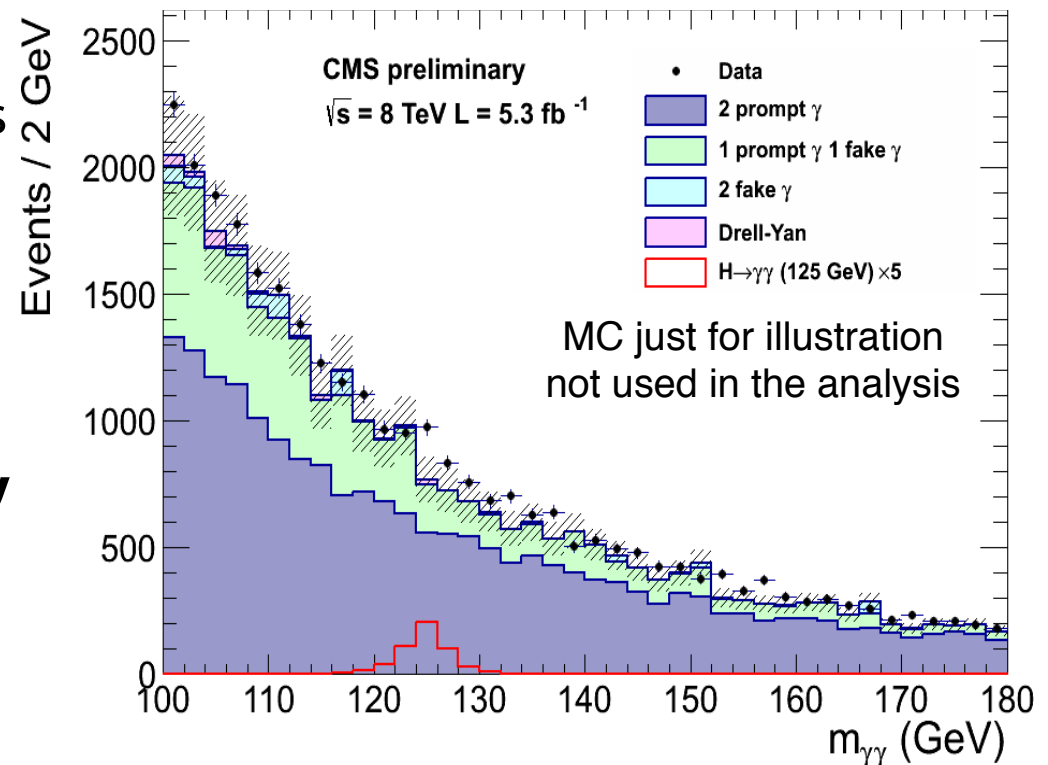 s
y
Events / 2 GeV
2500
2000
1500
1000
500
0
CMS preliminary
√s = 8 TeV L = 5.3 fb⁻¹
Data
2 prompt γ
1 prompt γ 1 fake γ
2 fake γ
Drell-Yan
H→γγ (125 GeV) ×5
MC just for illustration
not used in the analysis
100 110 120 130 140 150 160 170 180
mγγ (GeV)